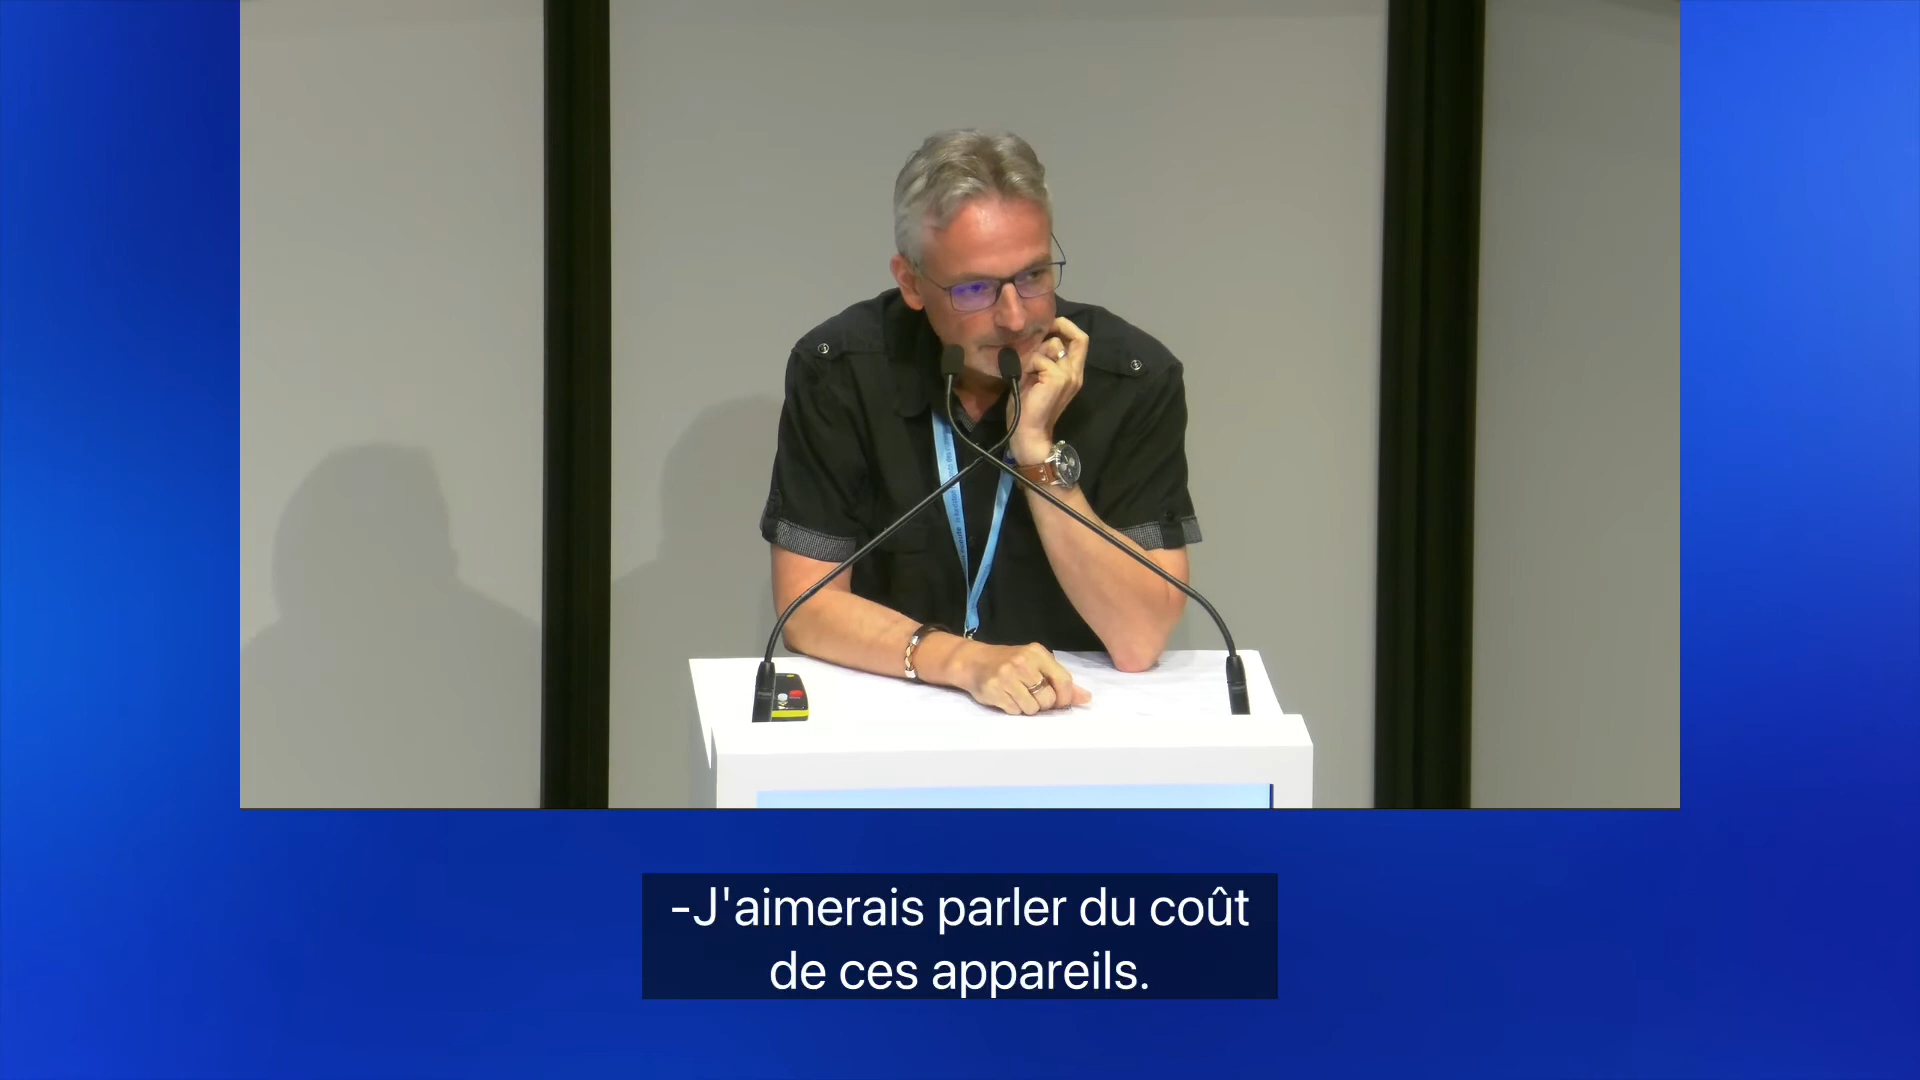 -J'aimerais parler du coût
de ces appareils.